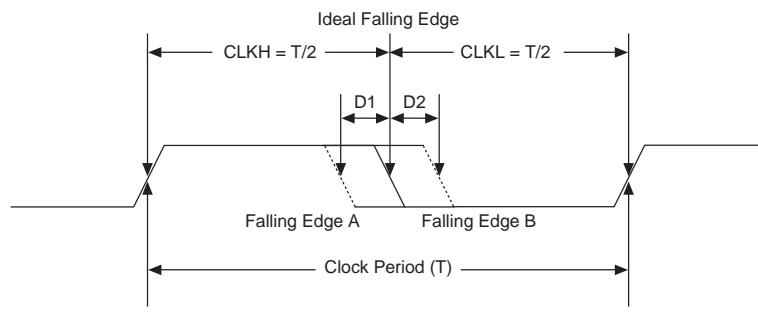 Ideal Falling Edge
CLKH = T/2
CLKL = T/2
D1
D2
Falling Edge A
Falling Edge B
Clock Period (T)